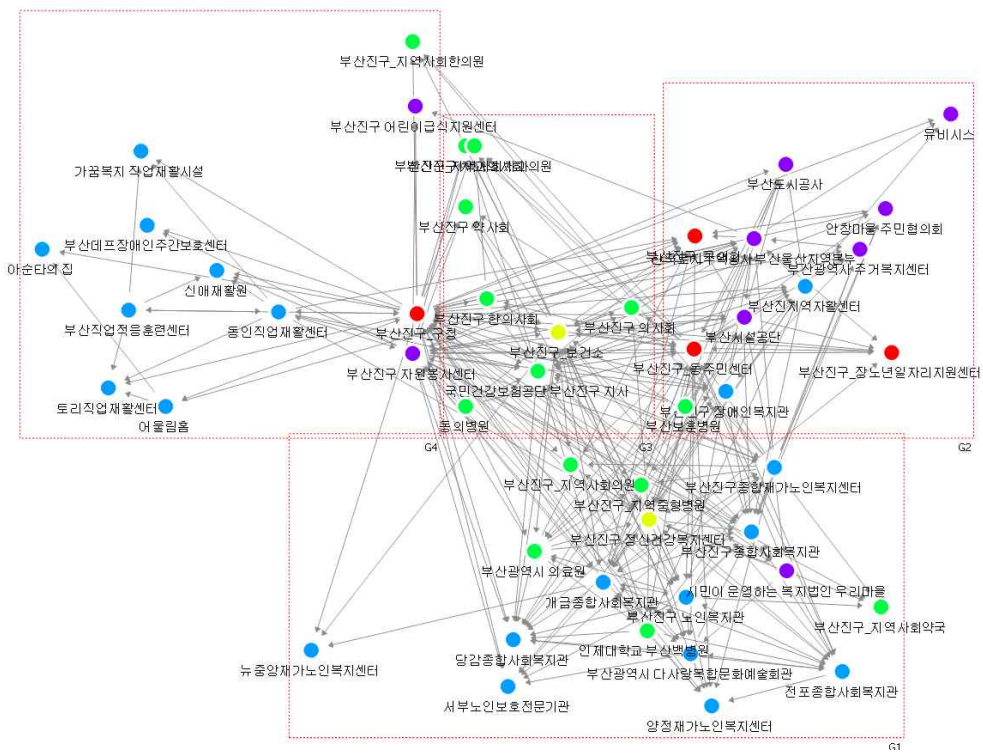 부산진구_지역사회한의원
부산진구 어린이급식지원센터
유비시스
가꿈복지 직업재활시설
부산도시공사
부산진구 약사회
안창마을 주민협의회
부산데프장애인주간보호센터
부산광역시 주거복지센터
아순타의 집
신애재활원
부산진지역자활센터
부산직업적응훈련센터
동인직업재활센터
부산진구_구청
부산진구 한의사회
부산진구 의사회
부산시설공단
부산진구_보건소
부산진구 자원봉사센터
부산진구_동주민센터
부산진구_장노년일자리지원센터
국민건강보험공단 부산진구 지사
토리직업재활센터
어울림홈
동의병원
부산진구 장애인복지관
부산보훈병원
G4
G3
G2
부산진구_지역사회의원
부산진구종합재가노인복지센터
부산진구_지역중형병원
부산진구 정신건강복지센터
부산진구종합사회복지관
부산광역시 의료원
시민이 운영하는 복지법인 우리마을
개금종합사회복지관
부산진구_지역사회약국
부산진구 노인복지관
인제대학교 부산백병원
뉴중앙재가노인복지센터
당감종합사회복지관
부산광역시 다사랑복합문화예술회관
전포종합사회복지관
서부노인보호전문기관
양정재가노인복지센터
G1